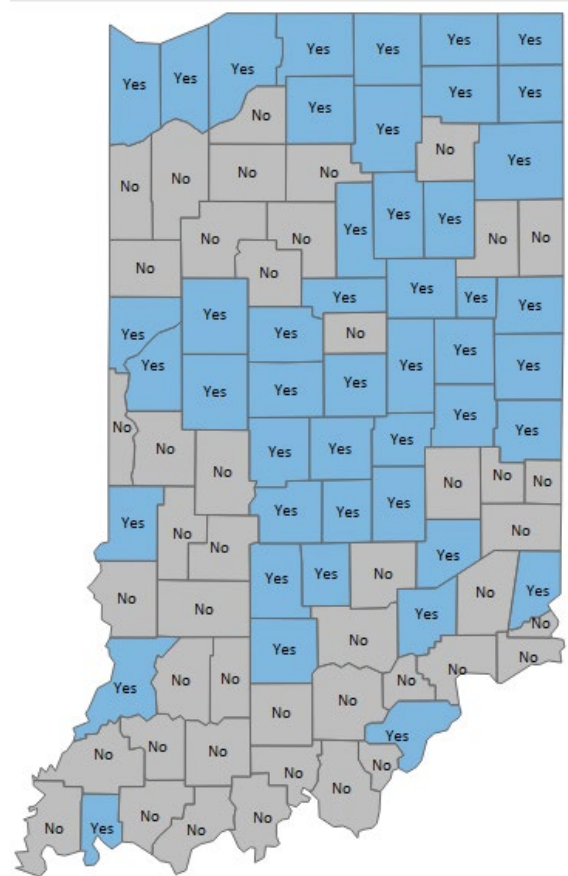 Yes
Yes
Yes
Yes
Yes
Yes
Yes
Yes
Yes
Yes
Yes
No
Yes
No
Yes
No
No
No
No
No
No
Yes
Yes
Yes
No
No
No
No
Yes
Yes
Yes
Yes
Yes
Yes
Yes
No
Yes
Yes
Yes
Yes
Yes
Yes
Yes
Yes
Yes
No
No
No
Yes
Yes
Yes
No
No
No
Yes
No
No
Yes
Yes
Yes
No
Yes
Yes
No
Yes
No
No
Yes
No
Yes
No
Yes
No
No
No
Yes
No
No
No
No
No
No
No
No
Yes
No
No
No
No
Yes
No
No
No